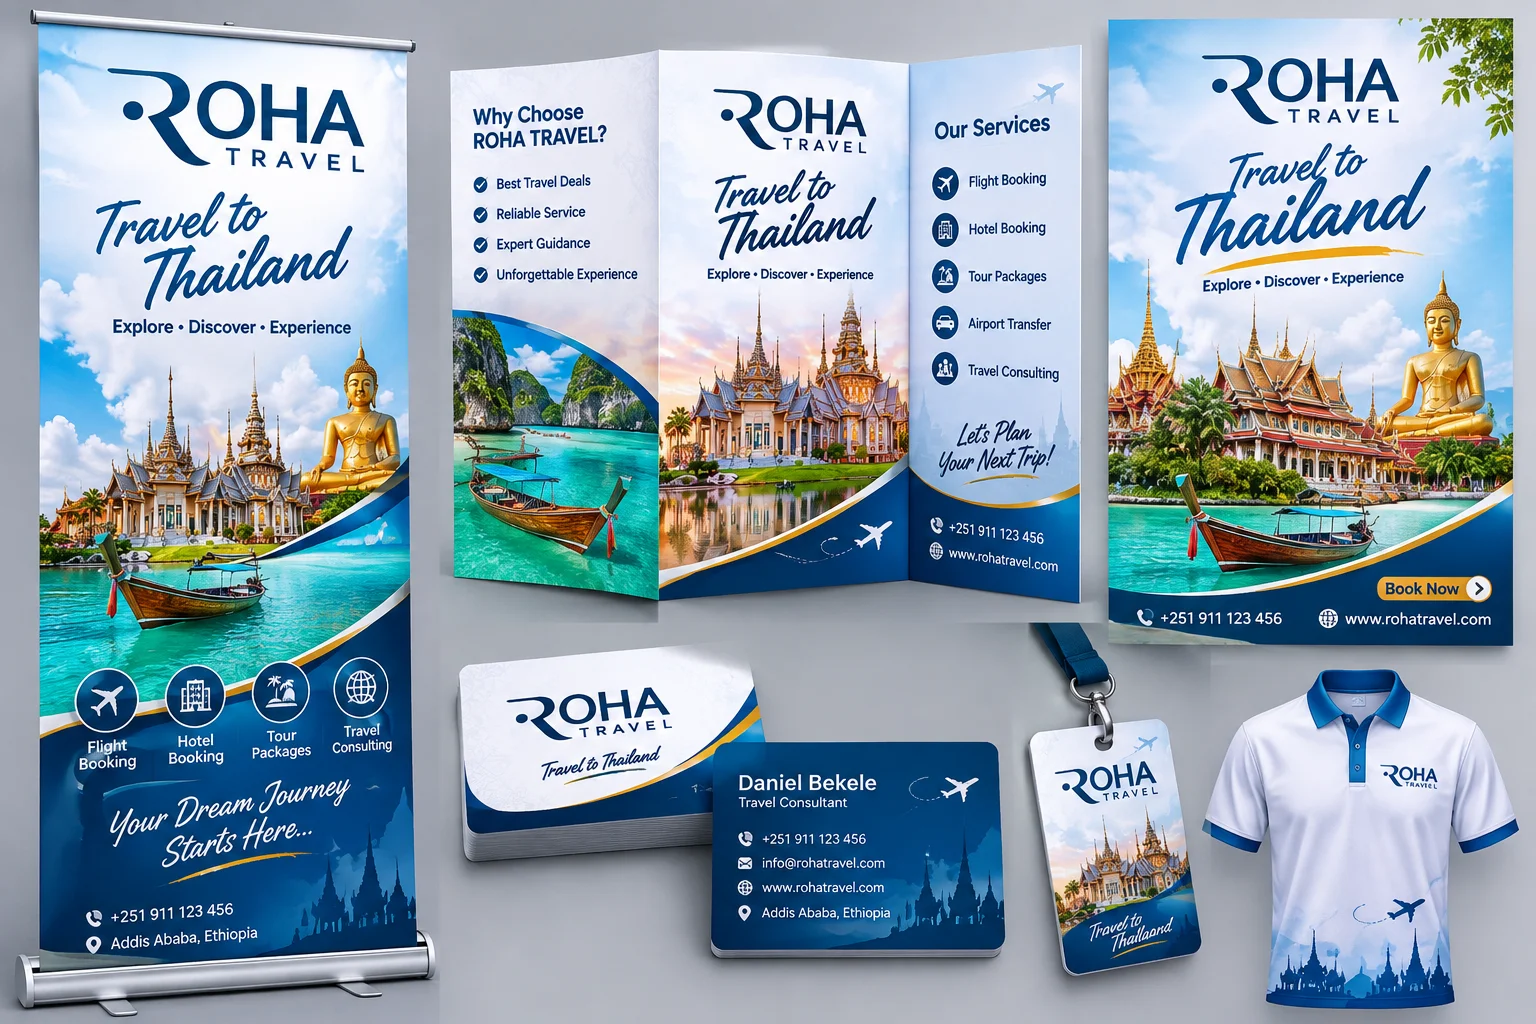 ROHA
TRAVEL
Travel to
Thailand
Explore • Discover • Experience
Flight
Booking
Hotel
Booking
Tour
Packages
Travel
Consulting
Your Dream Journey
Starts Here...
+251 911 123 456
Addis Ababa, Ethiopia
Why Choose
ROHA TRAVEL?
Best Travel Deals
Reliable Service
Expert Guidance
Unforgettable Experience
ROHA
TRAVEL
Travel to
Thailand
Explore • Discover • Experience
Our Services
Flight Booking
Hotel Booking
Tour Packages
Airport Transfer
Travel Consulting
Let's Plan
Your Next Trip!
+251 911 123 456
www.rohatravel.com
ROHA
TRAVEL
Travel to
Thailand
Explore • Discover • Experience
Book Now
+251 911 123 456
www.rohatravel.com
ROHA
TRAVEL
Travel to Thailand
Daniel Bekele
Travel Consultant
+251 911 123 456
info@rohatravel.com
www.rohatravel.com
Addis Ababa, Ethiopia
ROHA
TRAVEL
Travel to
Thailaand
ROHA
TRAVEL